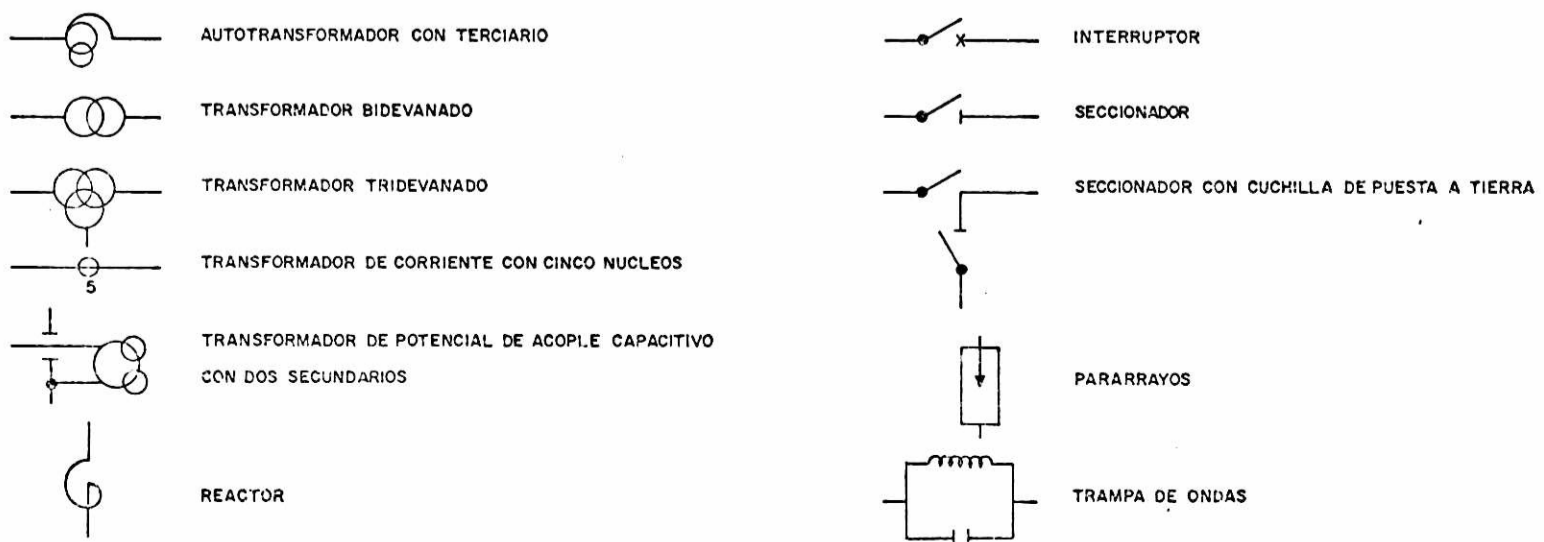 AUTOTRANSFORMADOR CON TERCIARIO
TRANSFORMADOR BIDEVANADO
TRANSFORMADOR TRIDEVANADO
TRANSFORMADOR DE CORRIENTE CON CINCO NUCLEOS
5
TRANSFORMADOR DE POTENCIAL DE ACOPLE CAPACITIVO
CON DOS SECUNDARIOS
REACTOR
INTERRUPTOR
SECCIONADOR
SECCIONADOR CON CUCHILLA DE PUESTA A TIERRA
PARARRAYOS
TRAMPA DE ONDAS